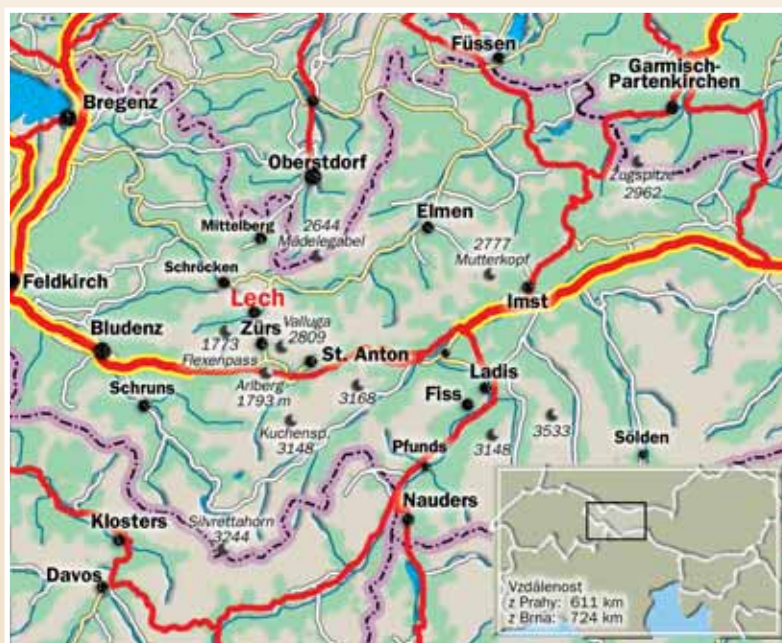 Füssen
Garmisch-
Partenkirchen
Bregenz
Oberstdorf
Zugspitze
2962
Elmen
Mittelberg
2644
Mädelegabel
2777
Mutterkopf
Schröcken
Feldkirch
Lech
Imst
Valluga
2809
Zürs
1773
Flexenpass
Bludenz
St. Anton
Arlberg
1793 m
Ladis
3168
Fiss
Schruns
Kuchensp.
3148
3533
3148
Sölden
Pfunds
Nauders
Klosters
Silvrettahorn
3244
Davos
Vzdálenost
z Prahy: 611 km
z Brna: 724 km